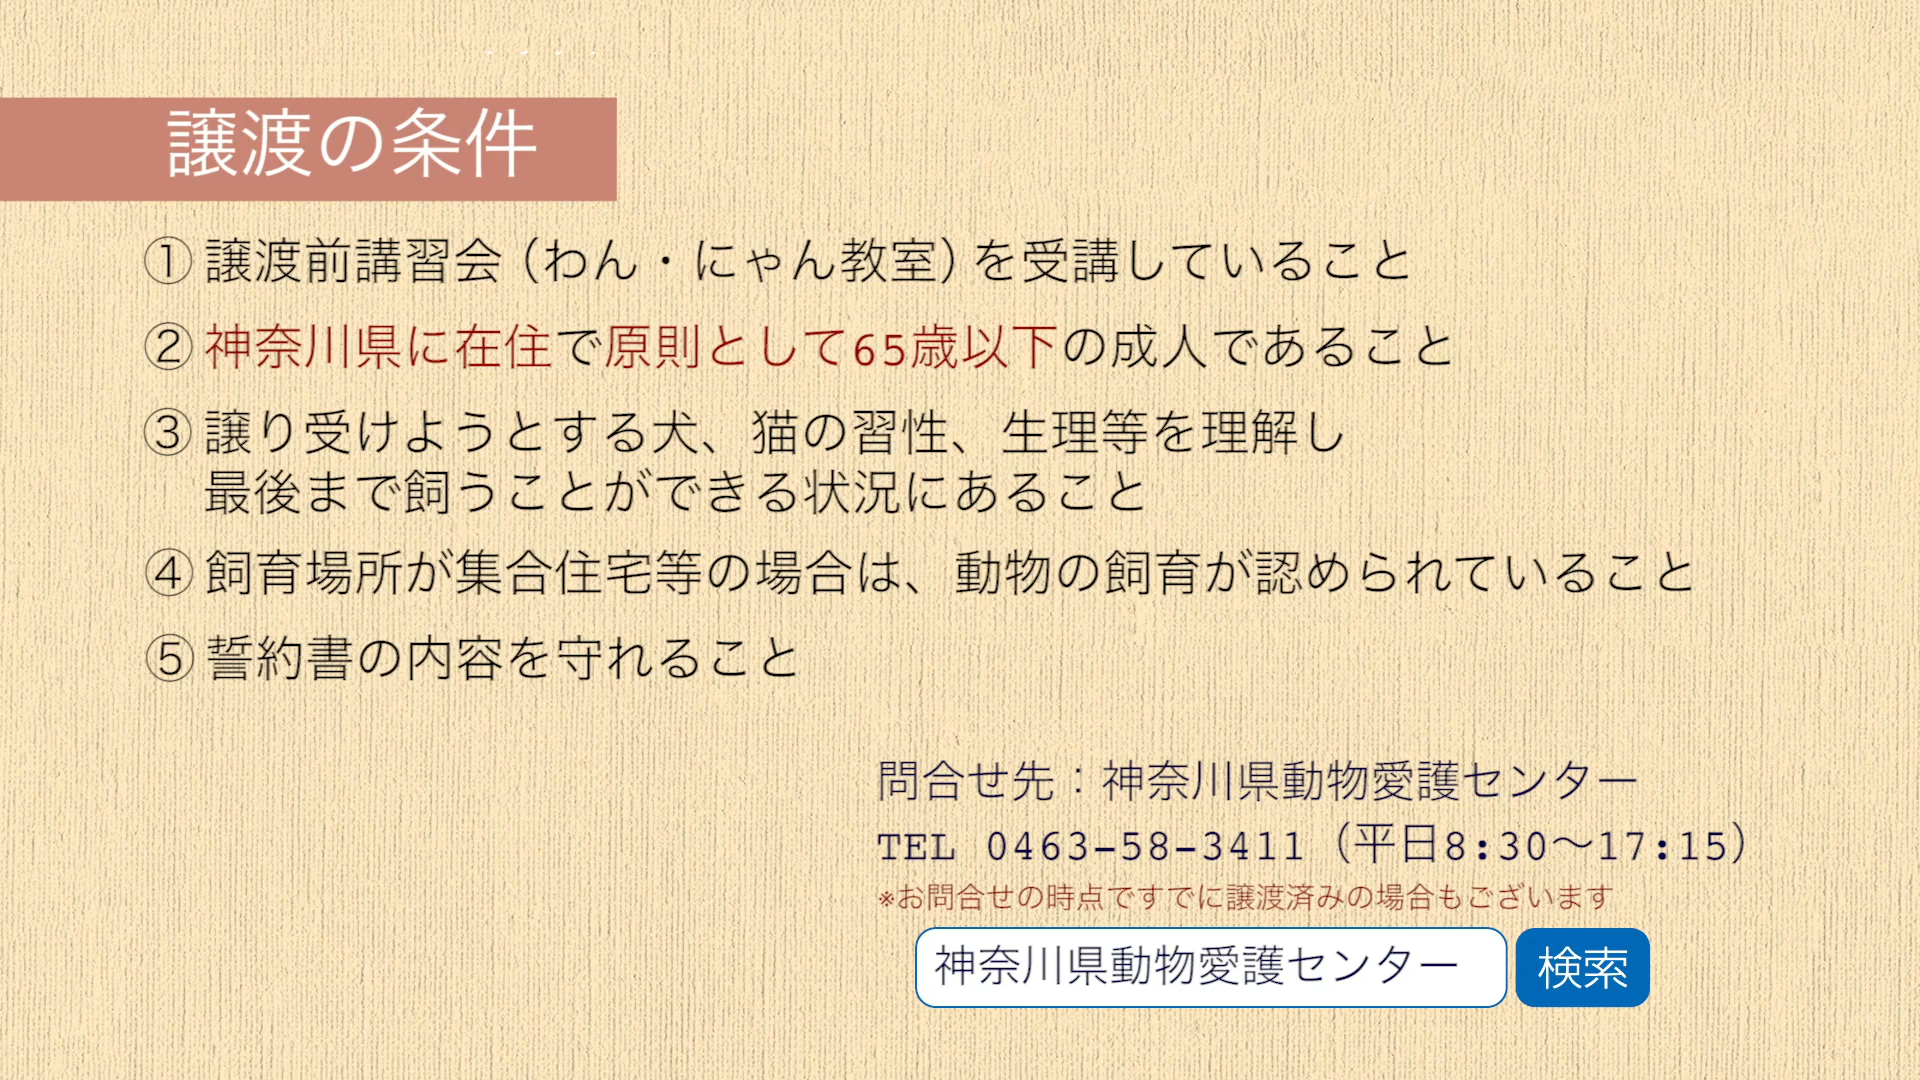 譲渡の条件
① 譲渡前講習会（わん・にゃん教室）を受講していること
② 神奈川県に在住で原則として65歳以下の成人であること
③ 譲り受けようとする犬、猫の習性、生理等を理解し
最後まで飼うことができる状況にあること
④ 飼育場所が集合住宅等の場合は、動物の飼育が認められていること
⑤ 誓約書の内容を守れること
問合せ先：神奈川県動物愛護センター
TEL 0463-58-3411（平日8:30〜17:15）
※お問合せの時点ですでに譲渡済みの場合もございます
神奈川県動物愛護センター 検索